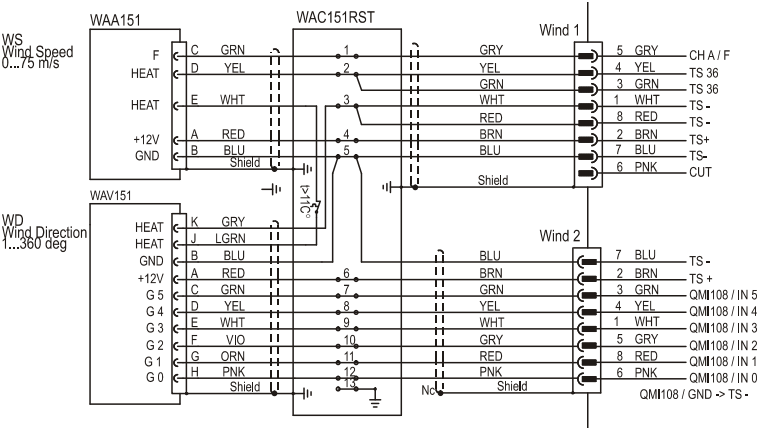 WAA151 WAC151RST Wind 1
WS
Wind Speed
0...75 m/s
F C GRN 1 GRY 5 GRY CH A / F
HEAT D YEL 2 YEL 4 YEL TS 36
GRN 3 GRN TS 36
HEAT E WHT 3 WHT 1 WHT TS -
RED 8 RED TS -
+12V A RED 4 BRN 2 BRN TS+
GND B BLU 5 BLU 7 BLU TS-
Shield 6 PNK CUT
Shield
t>11C°
WAV151
WD
Wind Direction
1...360 deg
Wind 2
HEAT K GRY
HEAT J LGRN
GND B BLU BLU 7 BLU TS -
+12V A RED 6 BRN 2 BRN TS +
G 5 C GRN 7 GRN 3 GRN QMI108 / IN 5
G 4 D YEL 8 YEL 4 YEL QMI108 / IN 4
G 3 E WHT 9 WHT 1 WHT QMI108 / IN 3
G 2 F VIO 10 GRY 5 GRY QMI108 / IN 2
G 1 G ORN 11 RED 8 RED QMI108 / IN 1
G 0 H PNK 12 PNK 6 PNK QMI108 / IN 0
Shield 13 Nc Shield QMI108 / GND -> TS -